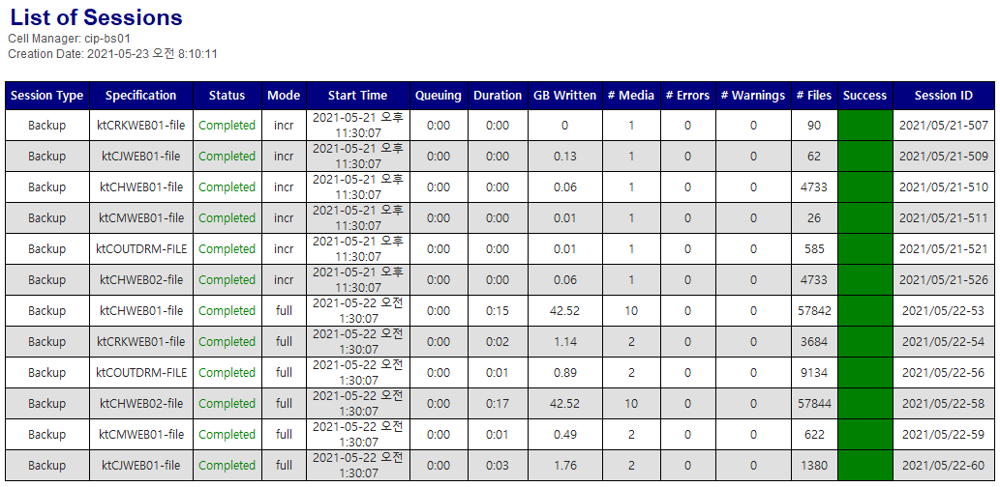 List of Sessions
Cell Manager: cip-bs01
Creation Date: 2021-05-23 오전 8:10:11
Session Type Specification Status Mode Start Time Queuing Duration GB Written # Media # Errors # Warnings # Files Success Session ID
Backup ktCRKWEB01-file Completed incr 2021-05-21 오후 11:30:07 0:00 0:00 0 1 0 0 90 2021/05/21-507
Backup ktCJWEB01-file Completed incr 2021-05-21 오후 11:30:07 0:00 0:00 0.13 1 0 0 62 2021/05/21-509
Backup ktCHWEB01-file Completed incr 2021-05-21 오후 11:30:07 0:00 0:00 0.06 1 0 0 4733 2021/05/21-510
Backup ktCMWEB01-file Completed incr 2021-05-21 오후 11:30:07 0:00 0:00 0.01 1 0 0 26 2021/05/21-511
Backup ktCOUTDRM-FILE Completed incr 2021-05-21 오후 11:30:07 0:00 0:00 0.01 1 0 0 585 2021/05/21-521
Backup ktCHWEB02-file Completed incr 2021-05-21 오후 11:30:07 0:00 0:00 0.06 1 0 0 4733 2021/05/21-526
Backup ktCHWEB01-file Completed full 2021-05-22 오전 1:30:07 0:00 0:15 42.52 10 0 0 57842 2021/05/22-53
Backup ktCRKWEB01-file Completed full 2021-05-22 오전 1:30:07 0:00 0:02 1.14 2 0 0 3684 2021/05/22-54
Backup ktCOUTDRM-FILE Completed full 2021-05-22 오전 1:30:07 0:00 0:01 0.89 2 0 0 9134 2021/05/22-56
Backup ktCHWEB02-file Completed full 2021-05-22 오전 1:30:07 0:00 0:17 42.52 10 0 0 57844 2021/05/22-58
Backup ktCMWEB01-file Completed full 2021-05-22 오전 1:30:07 0:00 0:01 0.49 2 0 0 622 2021/05/22-59
Backup ktCJWEB01-file Completed full 2021-05-22 오전 1:30:07 0:00 0:03 1.76 2 0 0 1380 2021/05/22-60